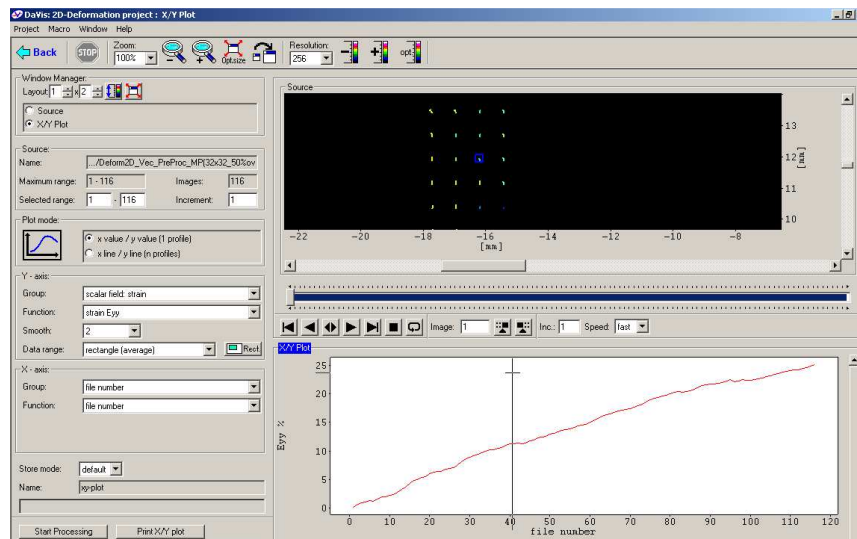 DaVis: 2D-Deformation project : X/Y Plot
Project Macro Window Help
Back STOP Zoom: 100% Opt.size Resolution: 256 opt
Window Manager:
Layout 1 x 2
Source
X/Y Plot
Source:
Name: .../Deform2D_Vec_PreProc_MP(32x32_50%ov
Maximum range: 1 - 116 Images: 116
Selected range: 1 - 116 Increment: 1
Plot mode:
x value / y value (1 profile)
x line / y line (n profiles)
Y - axis:
Group: scalar field: strain
Function: strain Eyy
Smooth: 2
Data range: rectangle (average) Rect.
X - axis:
Group: file number
Function: file number
Store mode: default
Name: xy-plot
Start Processing Print X/Y plot
Source
13
12
[mm]
11
10
-22 -20 -18 -16 -14 -12 -10 -8
[mm]
Image: 1 Inc.: 1 Speed: fast
X/Y Plot
25
20
15
10
5
0
Eyy %
0 10 20 30 40 50 60 70 80 90 100 110 120
file number